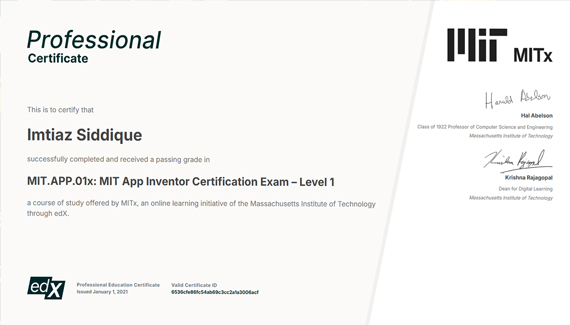 Professional
Certificate
This is to certify that
Imtiaz Siddique
successfully completed and received a passing grade in
MIT.APP.01x: MIT App Inventor Certification Exam – Level 1
a course of study offered by MITx, an online learning initiative of the Massachusetts Institute of Technology
through edX.
edX
Professional Education Certificate
Issued January 1, 2021
Valid Certificate ID
MIT MITx
Harold Abelson
Hal Abelson
Class of 1922 Professor of Computer Science and Engineering
Massachusetts Institute of Technology
Krishna Rajagopal
Dean for Digital Learning
Massachusetts Institute of Technology